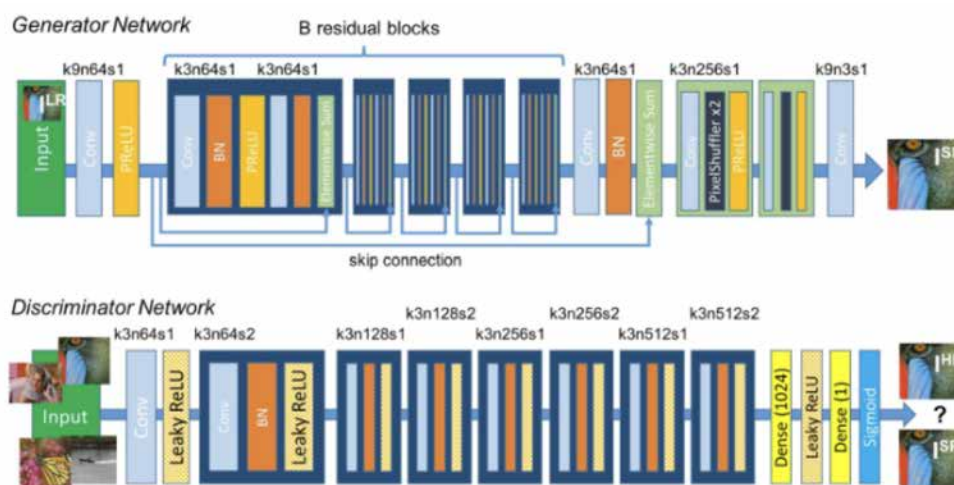 Generator Network
B residual blocks
k9n64s1 k3n64s1 k3n64s1 k3n64s1 k3n256s1 k9n3s1
I LR
Input
Conv
PReLU
Conv
BN
PReLU
Elementwise Sum
Conv
BN
Elementwise Sum
Conv
PixelShuffler x2
PReLU
Conv
skip connection
Discriminator Network
k3n64s1 k3n64s2 k3n128s1 k3n128s2 k3n256s1 k3n256s2 k3n512s1 k3n512s2
Input
Conv
Leaky ReLU
Conv
BN
Leaky ReLU
Dense (1024)
Leaky ReLU
Dense (1)
Sigmoid
?